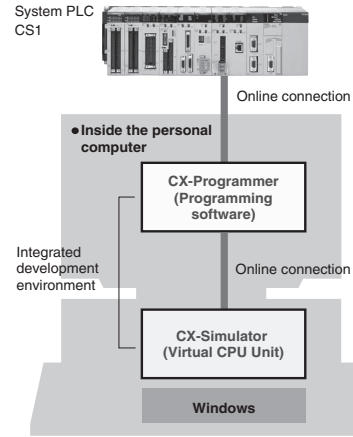 System PLC
CS1
Online connection
●Inside the personal
computer
CX-Programmer
(Programming
software)
Integrated
development
environment
Online connection
CX-Simulator
(Virtual CPU Unit)
Windows